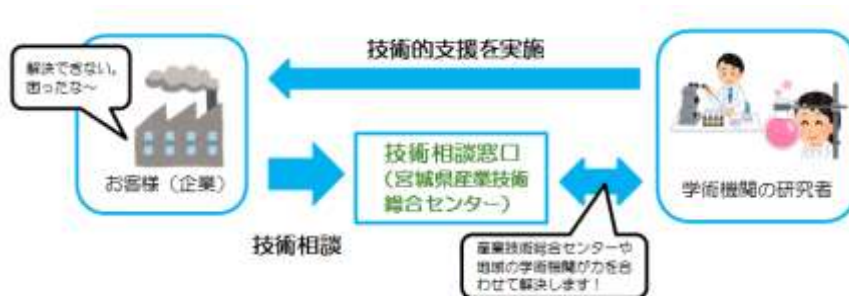 技術的支援を実施
解決できない。
困ったな～
お客様（企業）
技術相談
技術相談窓口
（宮城県産業技術
総合センター）
学術機関の研究者
産業技術総合センターや
地域の学術機関が力を合
わせて解決します！